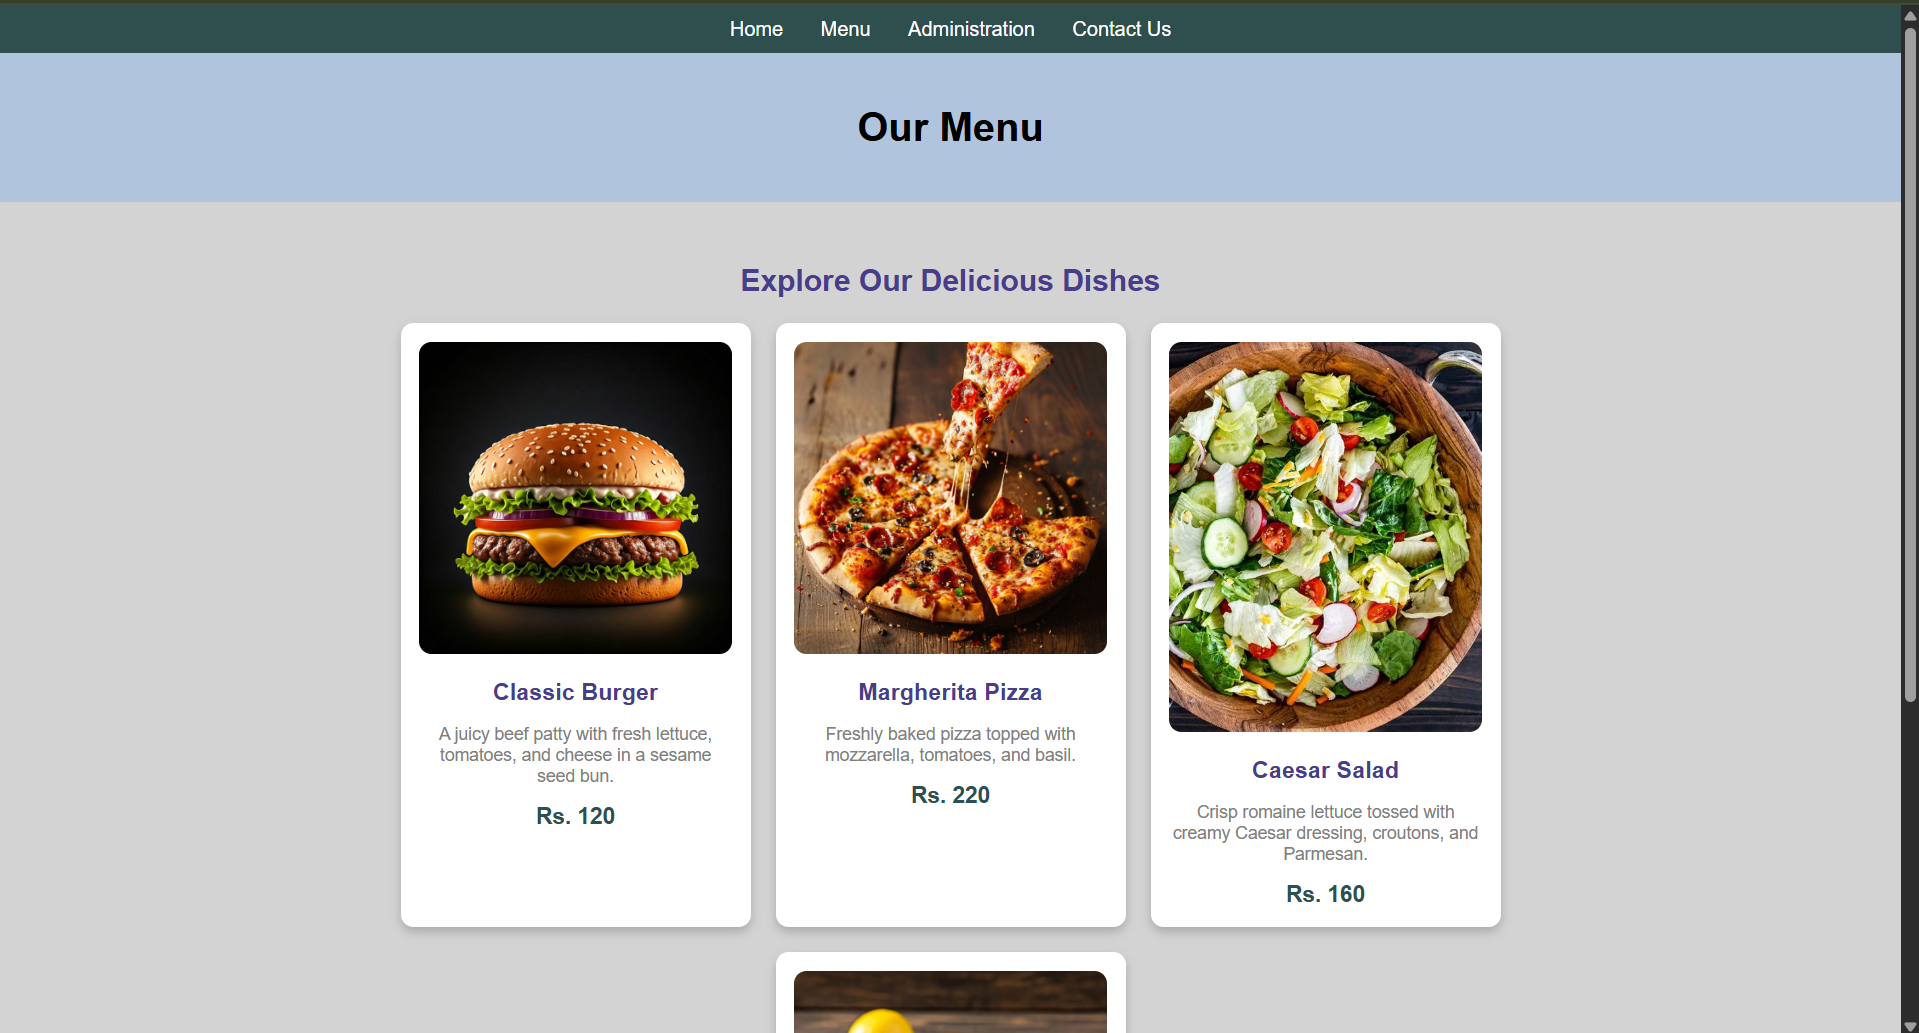 Home Menu Administration Contact Us
Our Menu
Explore Our Delicious Dishes
Classic Burger
A juicy beef patty with fresh lettuce,
tomatoes, and cheese in a sesame
seed bun.
Rs. 120
Margherita Pizza
Freshly baked pizza topped with
mozzarella, tomatoes, and basil.
Rs. 220
Caesar Salad
Crisp romaine lettuce tossed with
creamy Caesar dressing, croutons, and
Parmesan.
Rs. 160